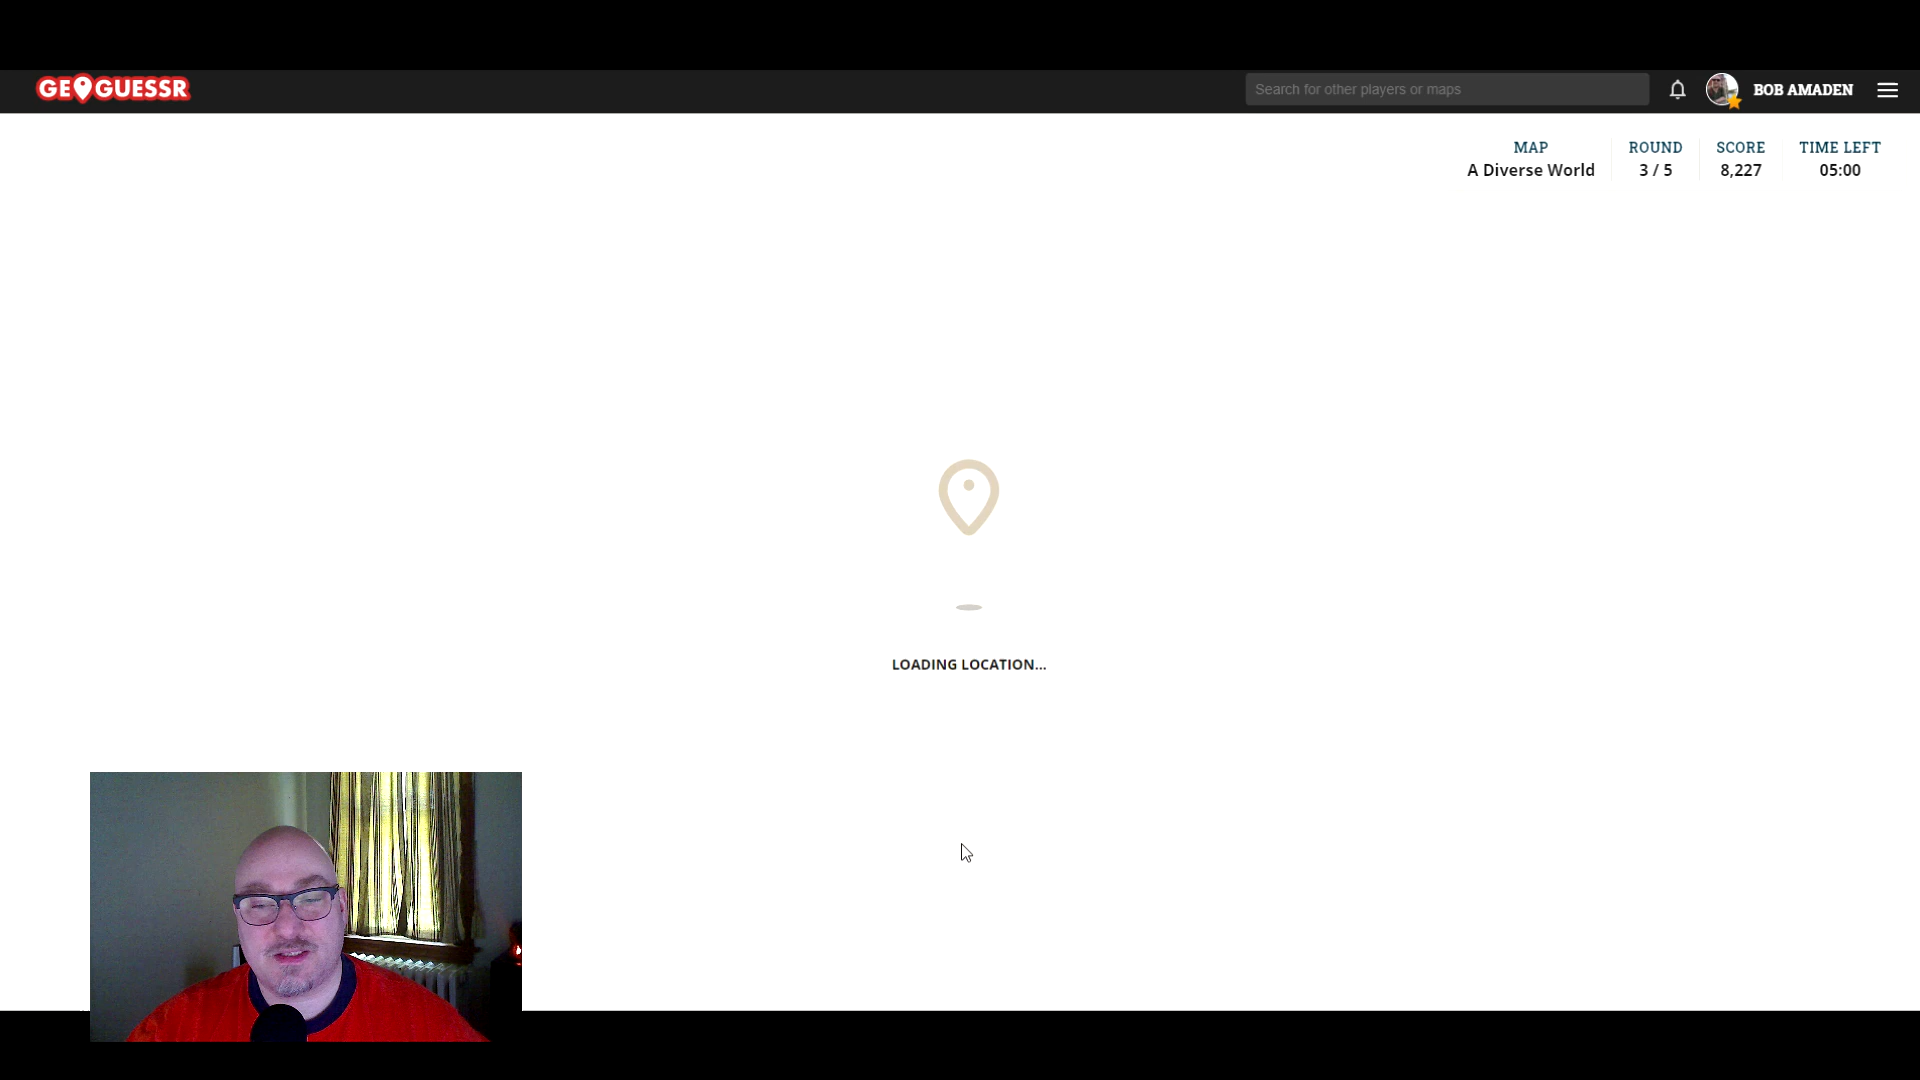 GEOGUESSR
Search for other players or maps
BOB AMADEN
MAP
A Diverse World
ROUND
3 / 5
SCORE
8,227
TIME LEFT
05:00
LOADING LOCATION...